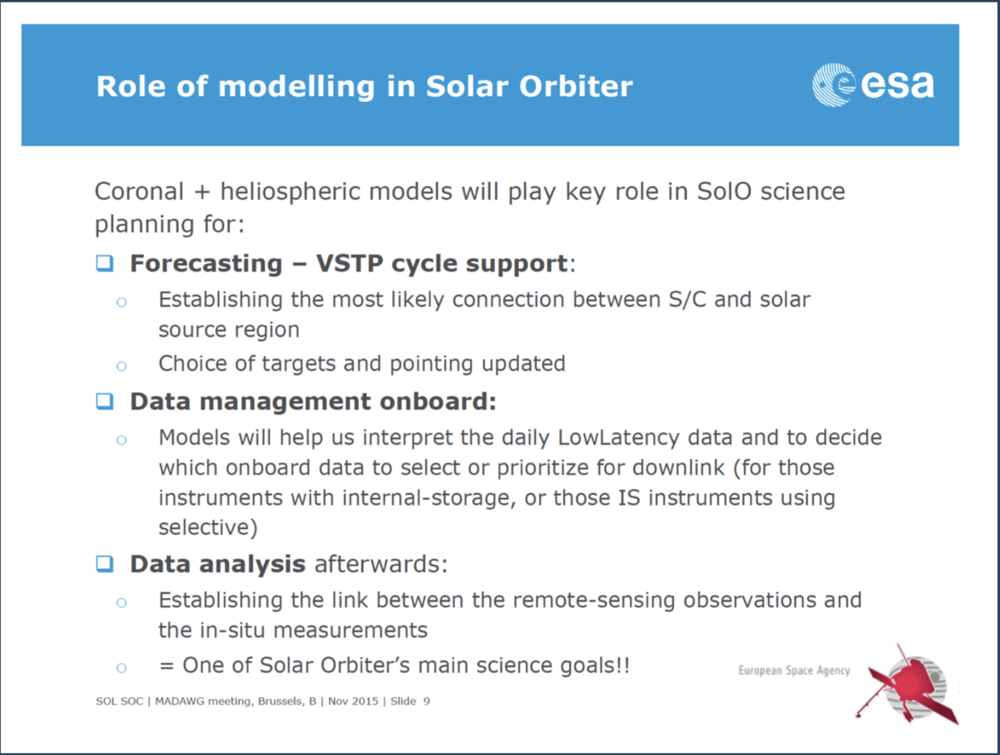 Role of modelling in Solar Orbiter
esa
Coronal + heliospheric models will play key role in SolO science
planning for:
❑ Forecasting – VSTP cycle support:
○ Establishing the most likely connection between S/C and solar
source region
○ Choice of targets and pointing updated
❑ Data management onboard:
○ Models will help us interpret the daily LowLatency data and to decide
which onboard data to select or prioritize for downlink (for those
instruments with internal-storage, or those IS instruments using
selective)
❑ Data analysis afterwards:
○ Establishing the link between the remote-sensing observations and
the in-situ measurements
○ = One of Solar Orbiter’s main science goals!!
European Space Agency
SOL SOC | MADAWG meeting, Brussels, B | Nov 2015 | Slide 9